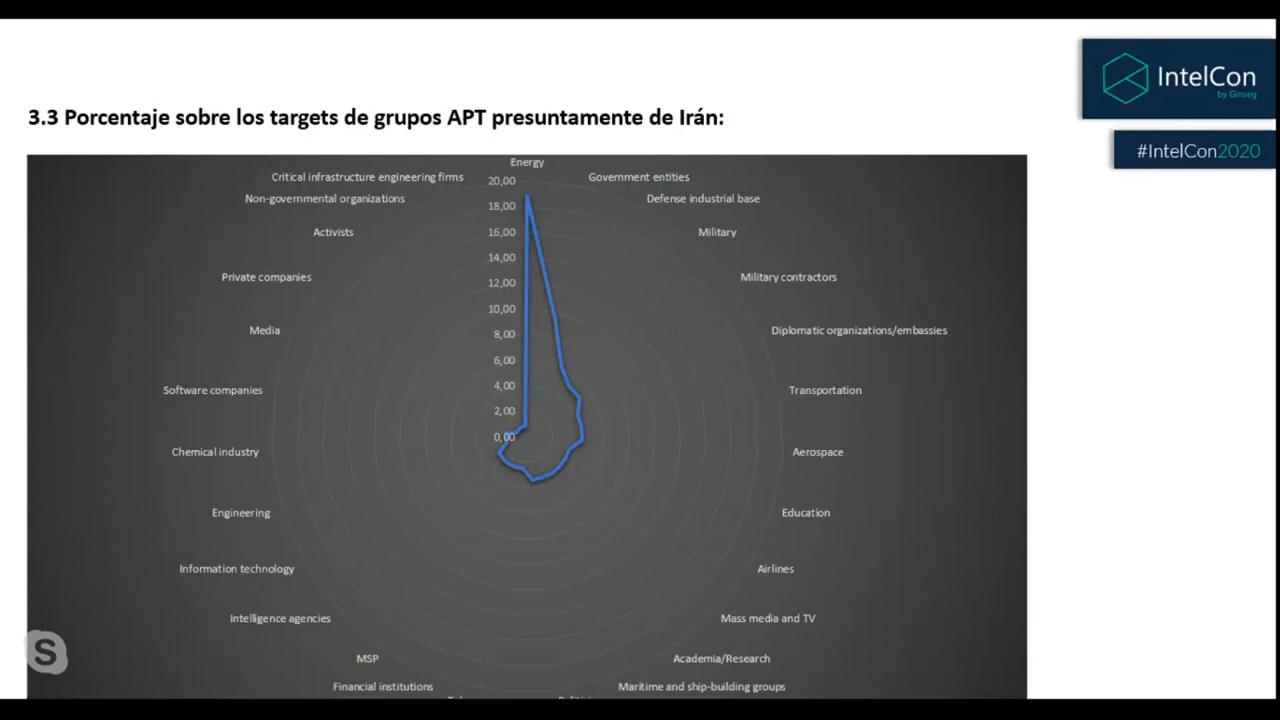 IntelCon
by Ginseg
#IntelCon2020
3.3 Porcentaje sobre los targets de grupos APT presuntamente de Irán:
Energy
Critical infrastructure engineering firms
Government entities
20,00
Non-governmental organizations
Defense industrial base
18,00
Activists
Military
16,00
14,00
Private companies
Military contractors
12,00
10,00
Media
Diplomatic organizations/embassies
8,00
6,00
Software companies
Transportation
4,00
2,00
0,00
Chemical industry
Aerospace
Engineering
Education
Information technology
Airlines
Intelligence agencies
Mass media and TV
S
MSP
Academia/Research
Financial institutions
Maritime and ship-building groups